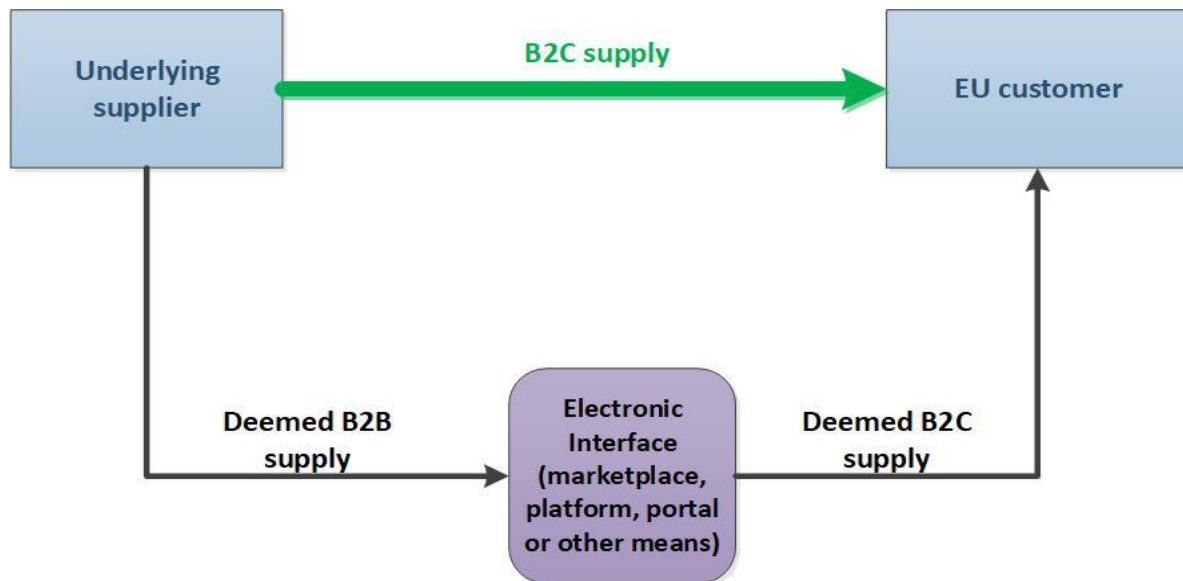 B2C supply
Underlying
supplier
EU customer
Deemed B2B
supply
Electronic
Interface
(marketplace,
platform, portal
or other means)
Deemed B2C
supply